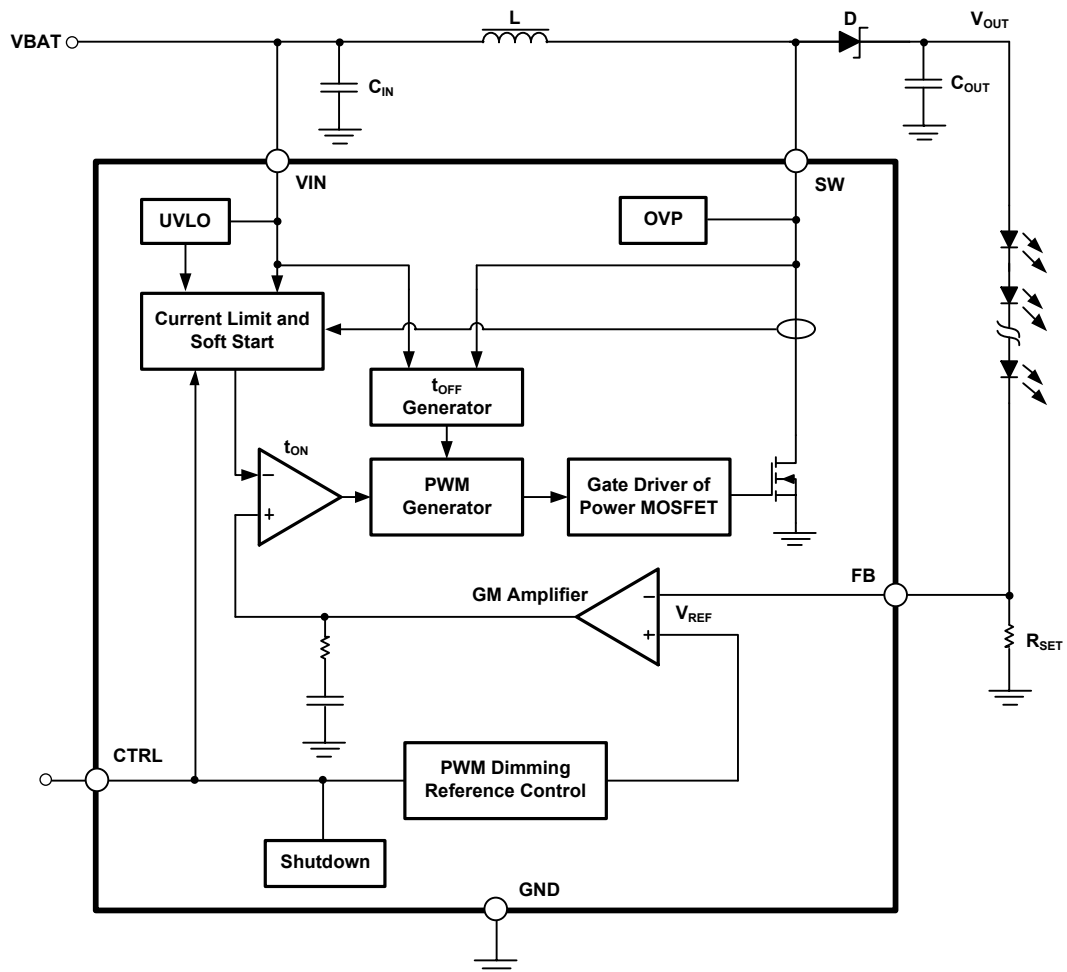 L
D
VOUT
VBAT
CIN
COUT
VIN
SW
UVLO
OVP
Current Limit and
Soft Start
tOFF
Generator
tON
−
+
PWM
Generator
Gate Driver of
Power MOSFET
FB
GM Amplifier
−
VREF
+
RSET
CTRL
PWM Dimming
Reference Control
Shutdown
GND